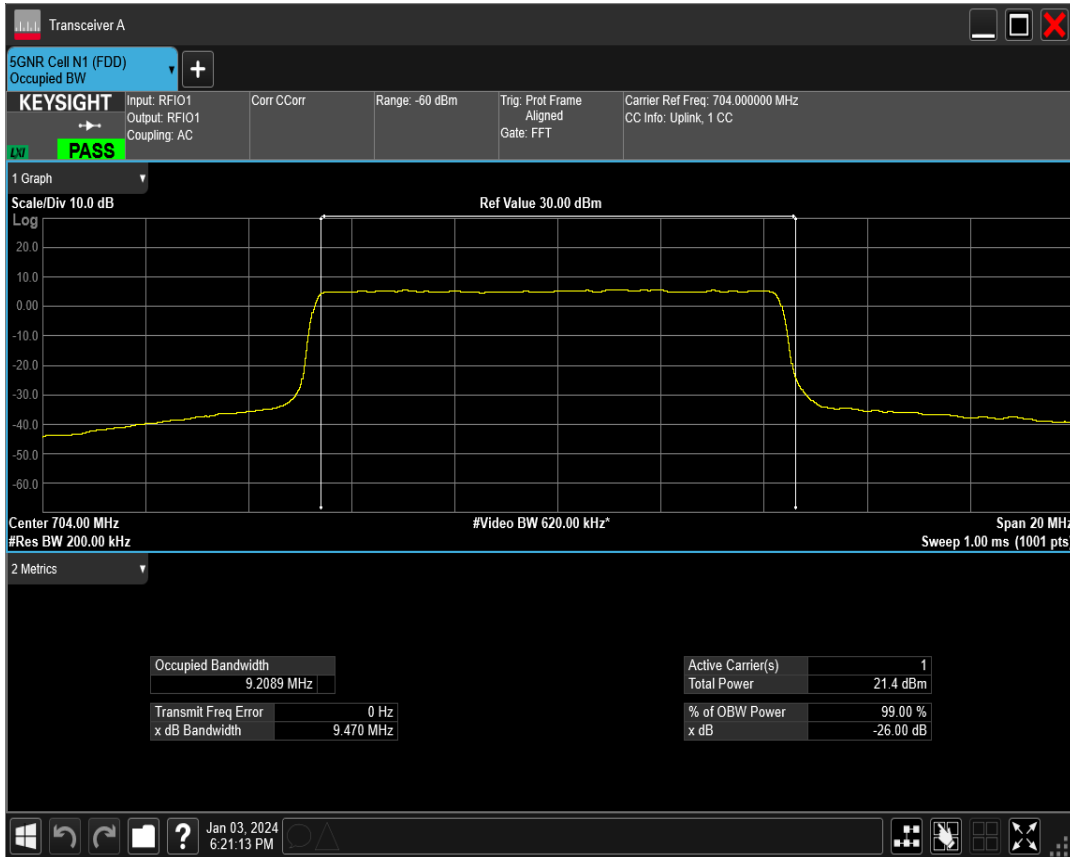 Transceiver A
5GNR Cell N1 (FDD)
Occupied BW
+
KEYSIGHT
LXI
PASS
Input: RFIO1
Output: RFIO1
Coupling: AC
Corr CCorr
Range: -60 dBm
Trig: Prot Frame
Aligned
Gate: FFT
Carrier Ref Freq: 704.000000 MHz
CC Info: Uplink, 1 CC
1 Graph
Scale/Div 10.0 dB
Ref Value 30.00 dBm
Log
20.0
10.0
0.00
-10.0
-20.0
-30.0
-40.0
-50.0
-60.0
Center 704.00 MHz
#Video BW 620.00 kHz*
Span 20 MHz
#Res BW 200.00 kHz
Sweep 1.00 ms (1001 pts)
2 Metrics
Occupied Bandwidth
9.2089 MHz
Transmit Freq Error 0 Hz
x dB Bandwidth 9.470 MHz
Active Carrier(s) 1
Total Power 21.4 dBm
% of OBW Power 99.00 %
x dB -26.00 dB
?
Jan 03, 2024
6:21:13 PM